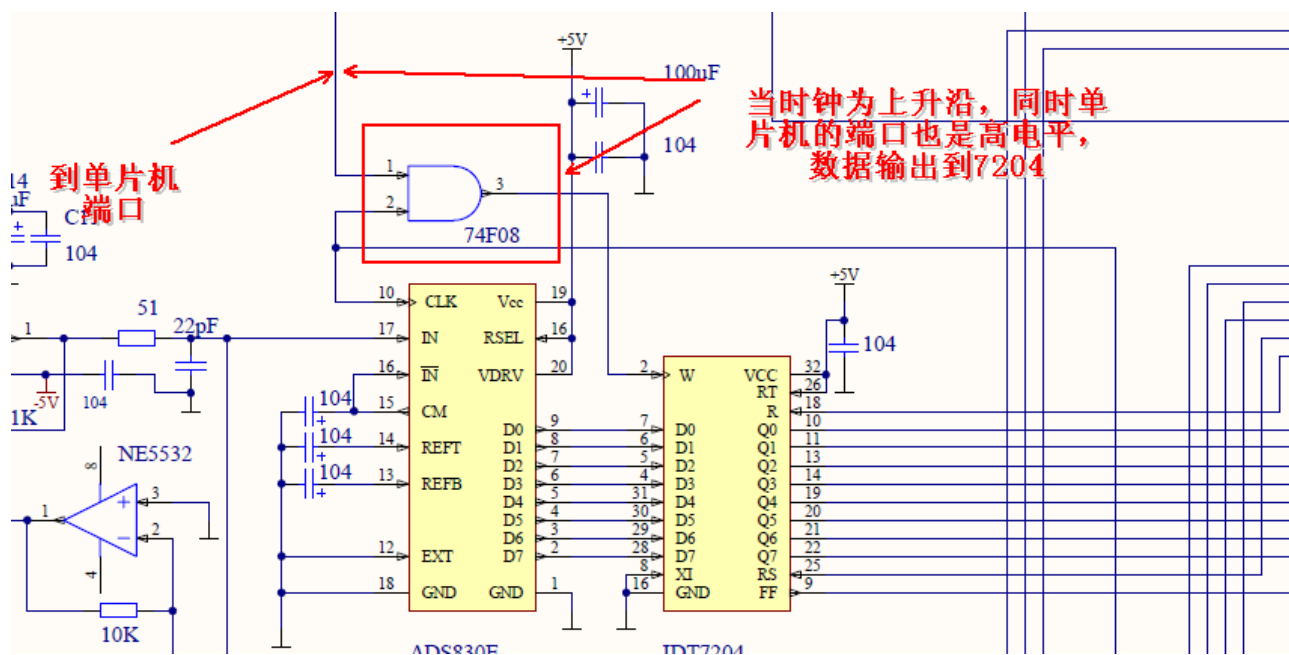 +5V
100uF
当时钟为上升沿，同时单
片机的端口也是高电平，
数据输出到7204
104
到单片机
端口
1
2
3
74F08
14
uF
104
+5V
104
51
22pF
1
-5V
104
1K
10 CLK Vcc 19
17 IN RSEL 16
16 IN VDRV 20
15 CM
14 REFT
13 REFB
12 EXT
18 GND GND 1
D0 9
D1 8
D2 7
D3 6
D4 5
D5 4
D6 3
D7 2
104
104
104
ADS830E
2 W VCC 32
RT 26
R 18
7 D0 Q0 10
6 D1 Q1 11
5 D2 Q2 13
4 D3 Q3 14
31 D4 Q4 19
30 D5 Q5 20
29 D6 Q6 21
28 D7 Q7 22
8 XI RS 25
16 GND FF 9
IDT7204
NE5532
8
3
1
2
4
10K